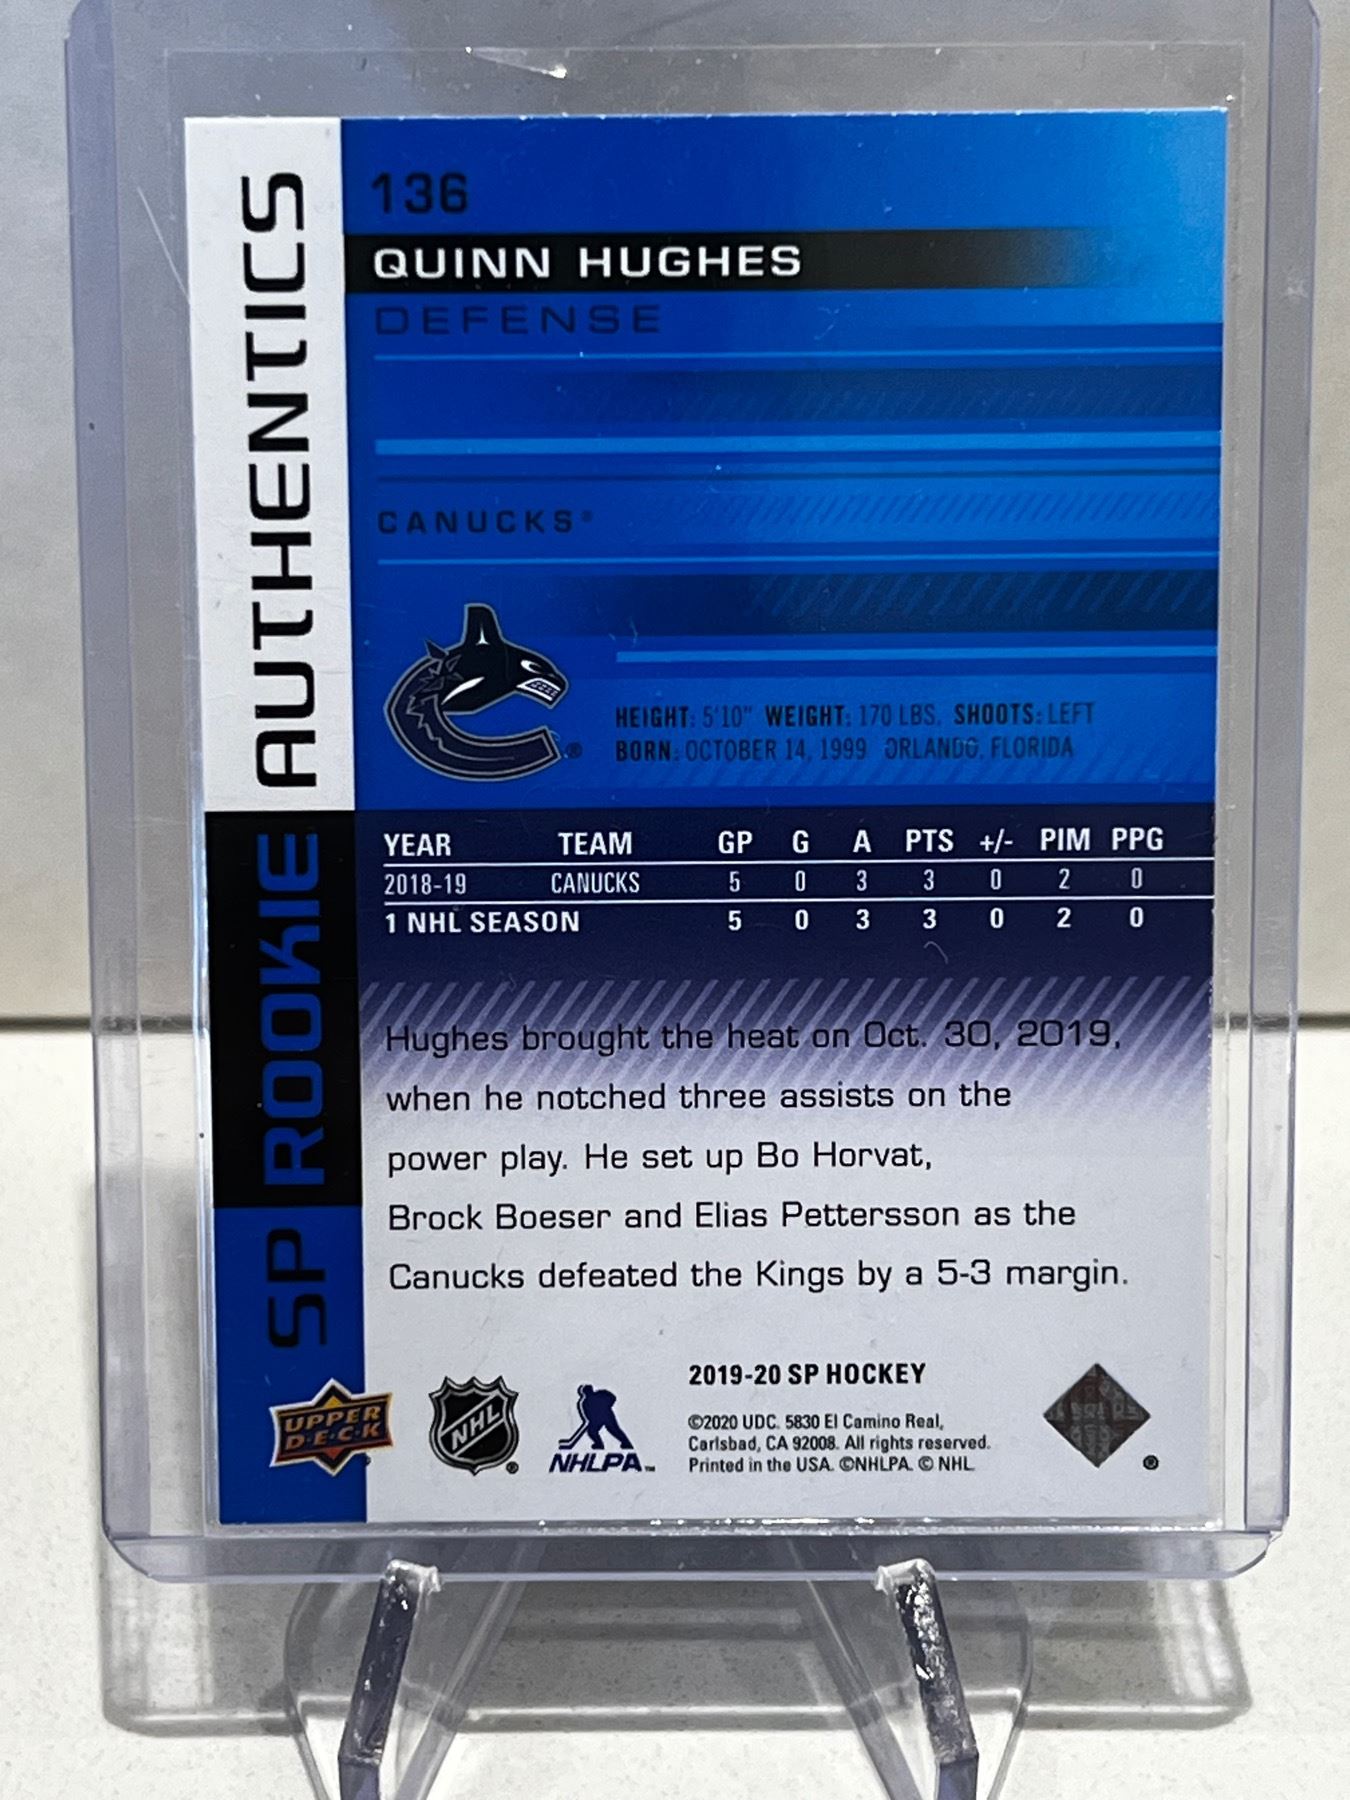 136
QUINN HUGHES
DEFENSE
CANUCKS®
HEIGHT: 5'10" WEIGHT: 170 LBS. SHOOTS: LEFT
BORN: OCTOBER 14, 1999 ORLANDO, FLORIDA
SP ROOKIE AUTHENTICS
YEAR TEAM GP G A PTS +/- PIM PPG
2018-19 CANUCKS 5 0 3 3 0 2 0
1 NHL SEASON 5 0 3 3 0 2 0
Hughes brought the heat on Oct. 30, 2019,
when he notched three assists on the
power play. He set up Bo Horvat,
Brock Boeser and Elias Pettersson as the
Canucks defeated the Kings by a 5-3 margin.
UPPER
DECK
NHL®
NHLPA™
2019-20 SP HOCKEY
©2020 UDC. 5830 El Camino Real,
Carlsbad, CA 92008. All rights reserved.
Printed in the USA. ©NHLPA. © NHL
®